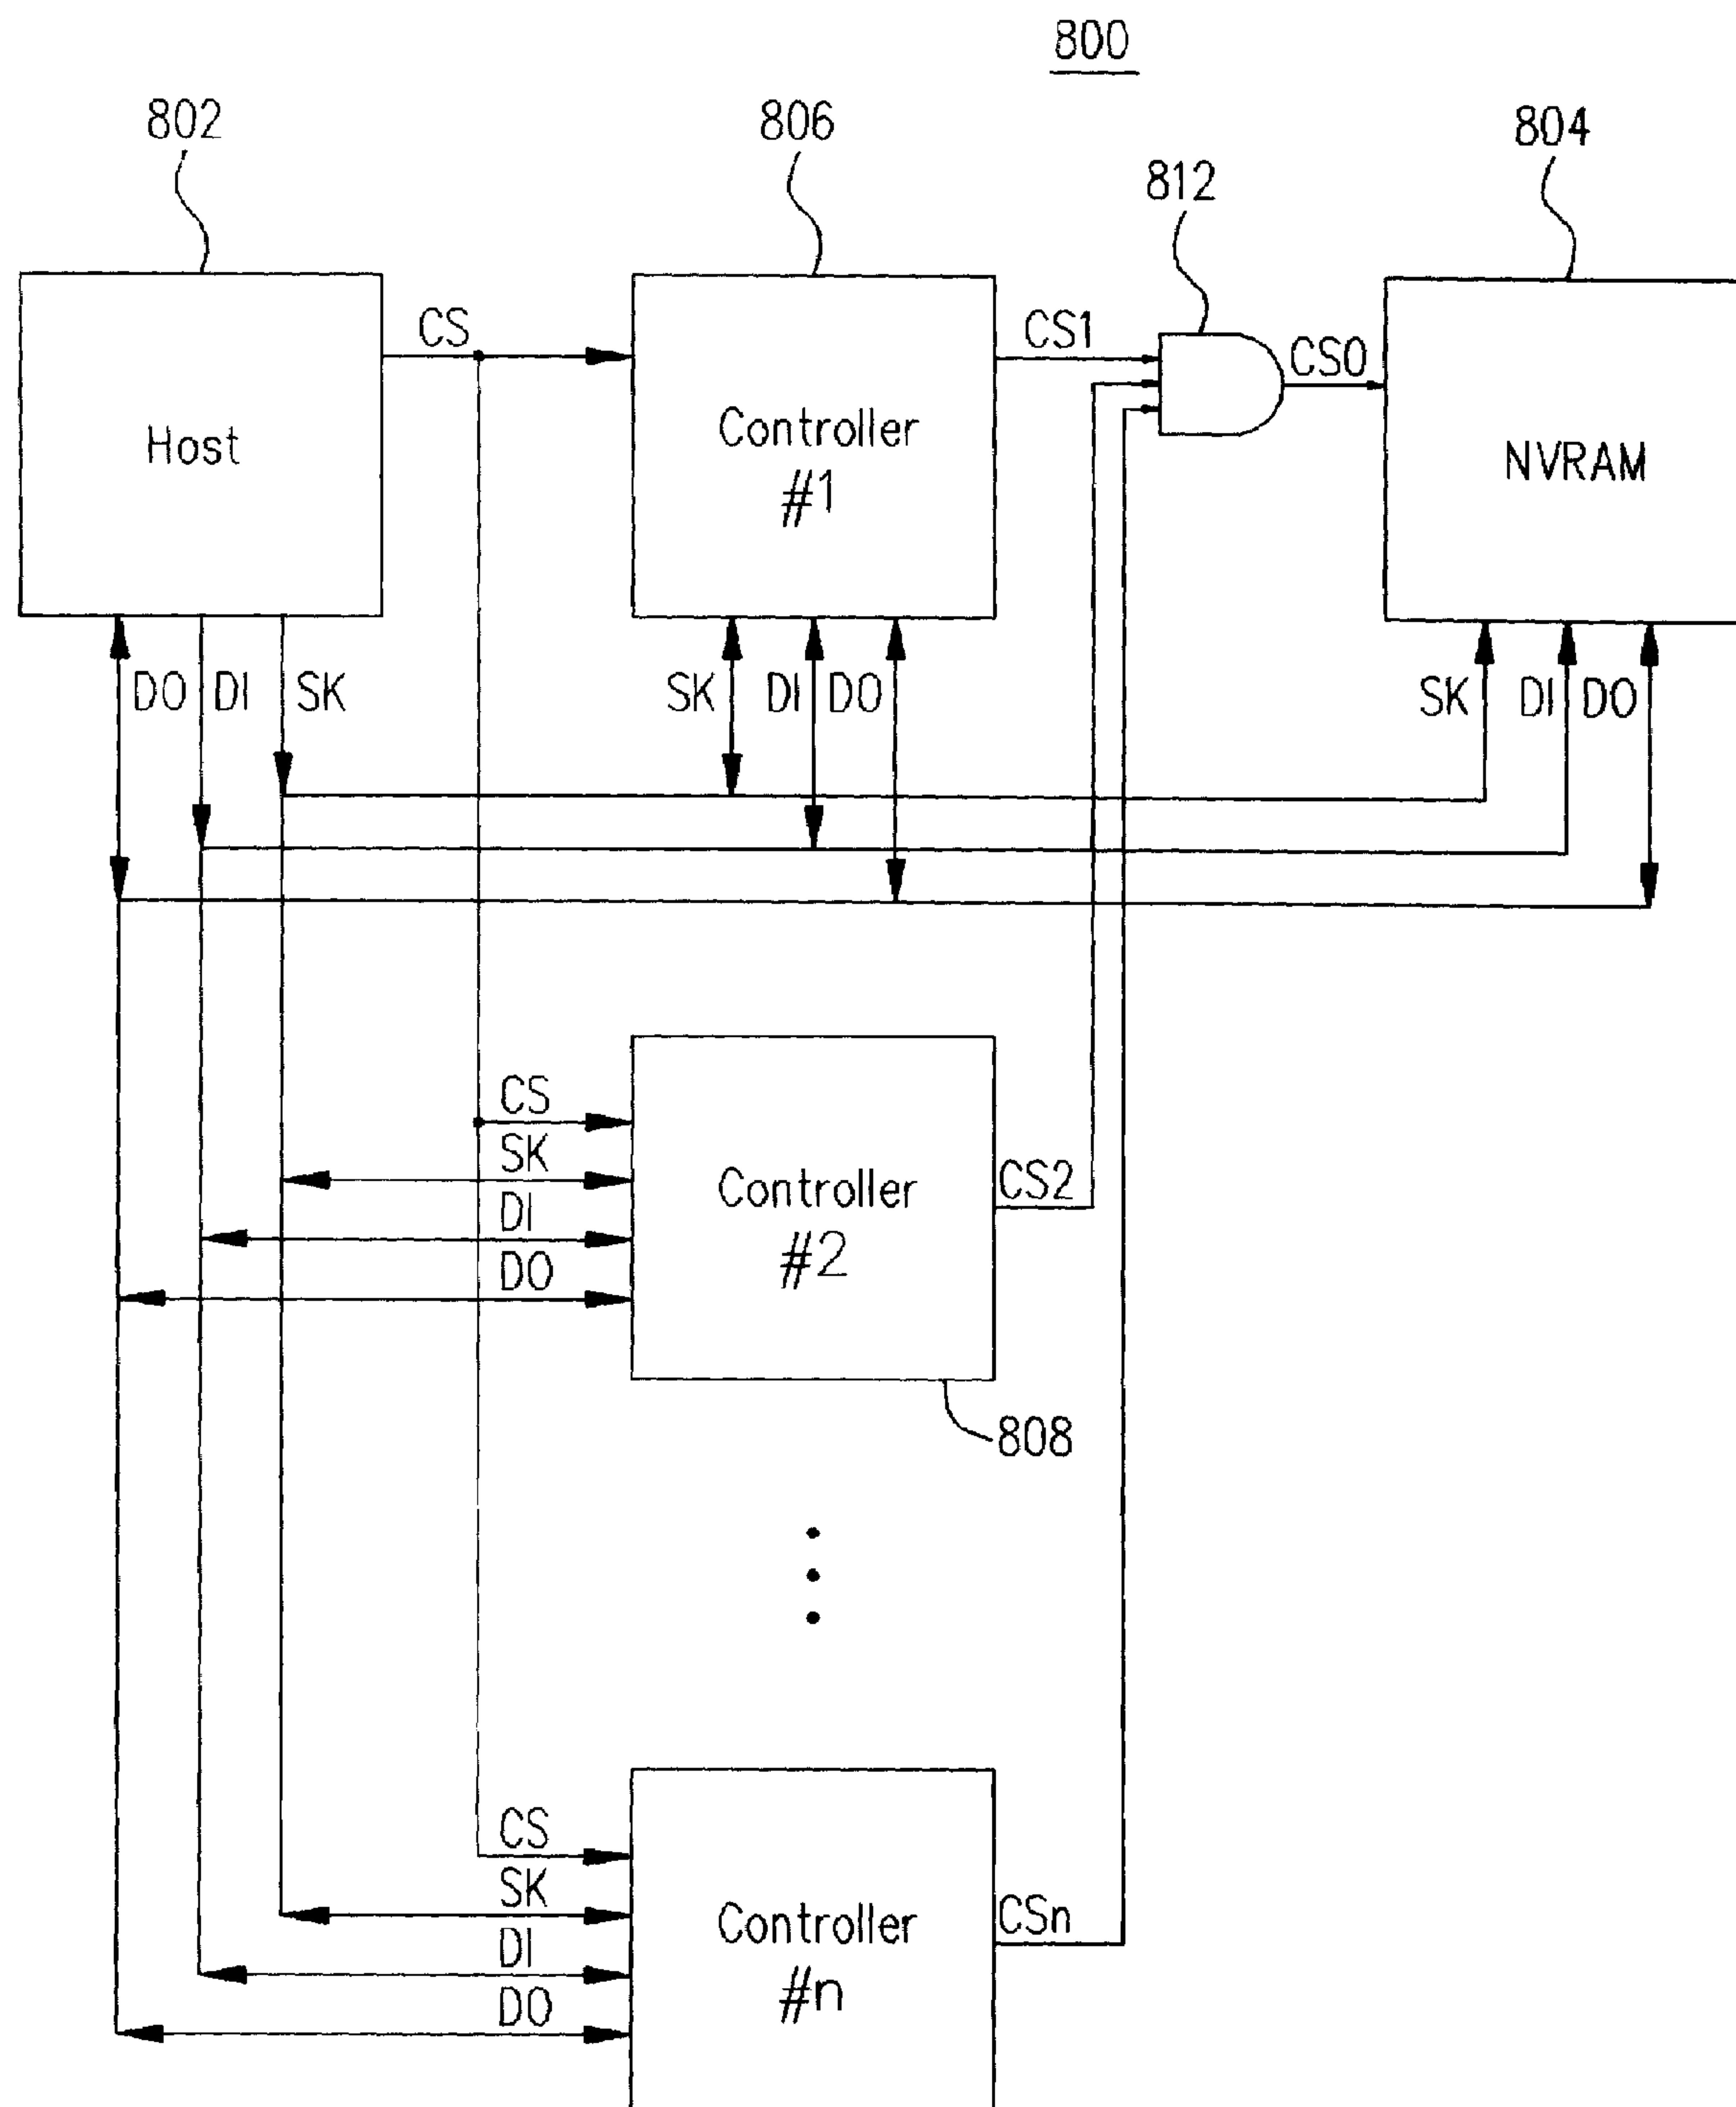 800
802
806
812
804
CS
CS1
CS0
Host
Controller
#1
NVRAM
DO
DI
SK
SK
DI
DO
SK
DI
DO
CS
SK
DI
DO
Controller
#2
CS2
808
CS
SK
DI
DO
Controller
#n
CSn